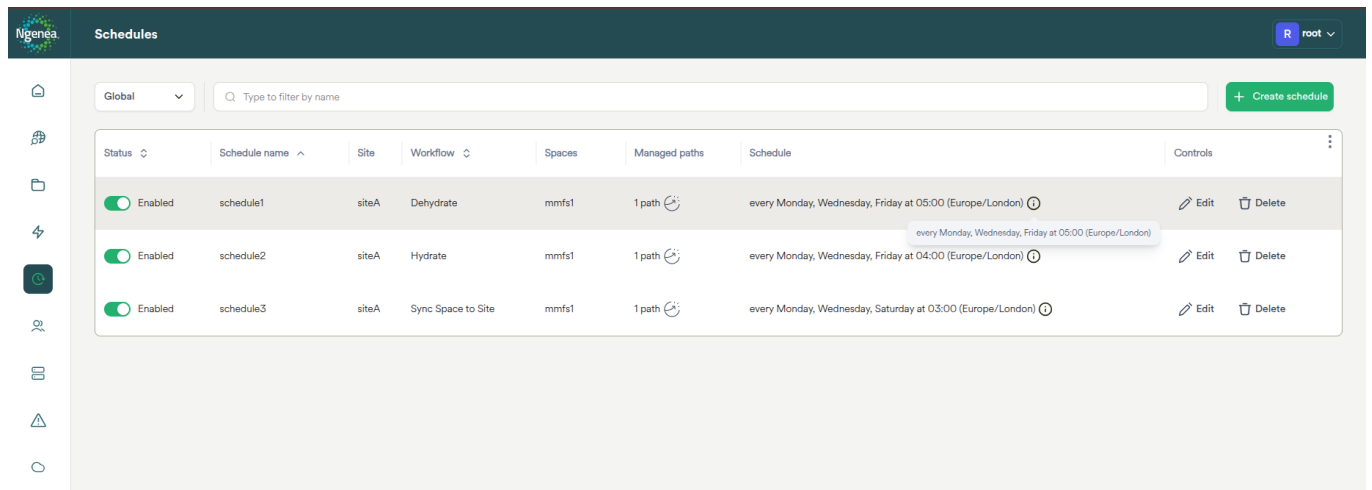 Ngenea
Schedules
R root
Global
Type to filter by name
+ Create schedule
Status Schedule name Site Workflow Spaces Managed paths Schedule Controls
Enabled schedule1 siteA Dehydrate mmfs1 1 path every Monday, Wednesday, Friday at 05:00 (Europe/London) Edit Delete
every Monday, Wednesday, Friday at 05:00 (Europe/London)
Enabled schedule2 siteA Hydrate mmfs1 1 path every Monday, Wednesday, Friday at 04:00 (Europe/London) Edit Delete
Enabled schedule3 siteA Sync Space to Site mmfs1 1 path every Monday, Wednesday, Saturday at 03:00 (Europe/London) Edit Delete